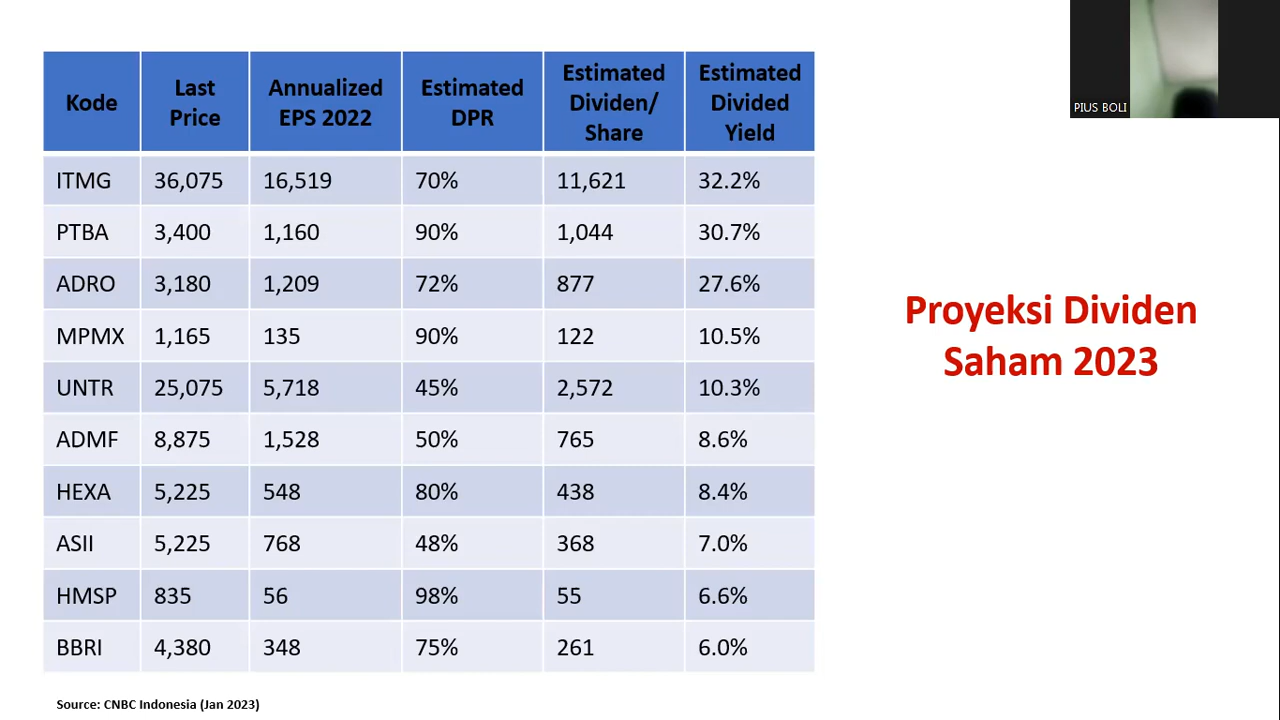 Kode Last Price Annualized EPS 2022 Estimated DPR Estimated Dividen/ Share Estimated Divided Yield
ITMG 36,075 16,519 70% 11,621 32.2%
PTBA 3,400 1,160 90% 1,044 30.7%
ADRO 3,180 1,209 72% 877 27.6%
MPMX 1,165 135 90% 122 10.5%
UNTR 25,075 5,718 45% 2,572 10.3%
ADMF 8,875 1,528 50% 765 8.6%
HEXA 5,225 548 80% 438 8.4%
ASII 5,225 768 48% 368 7.0%
HMSP 835 56 98% 55 6.6%
BBRI 4,380 348 75% 261 6.0%
Source: CNBC Indonesia (Jan 2023)
Proyeksi Dividen
Saham 2023
PIUS BOLI